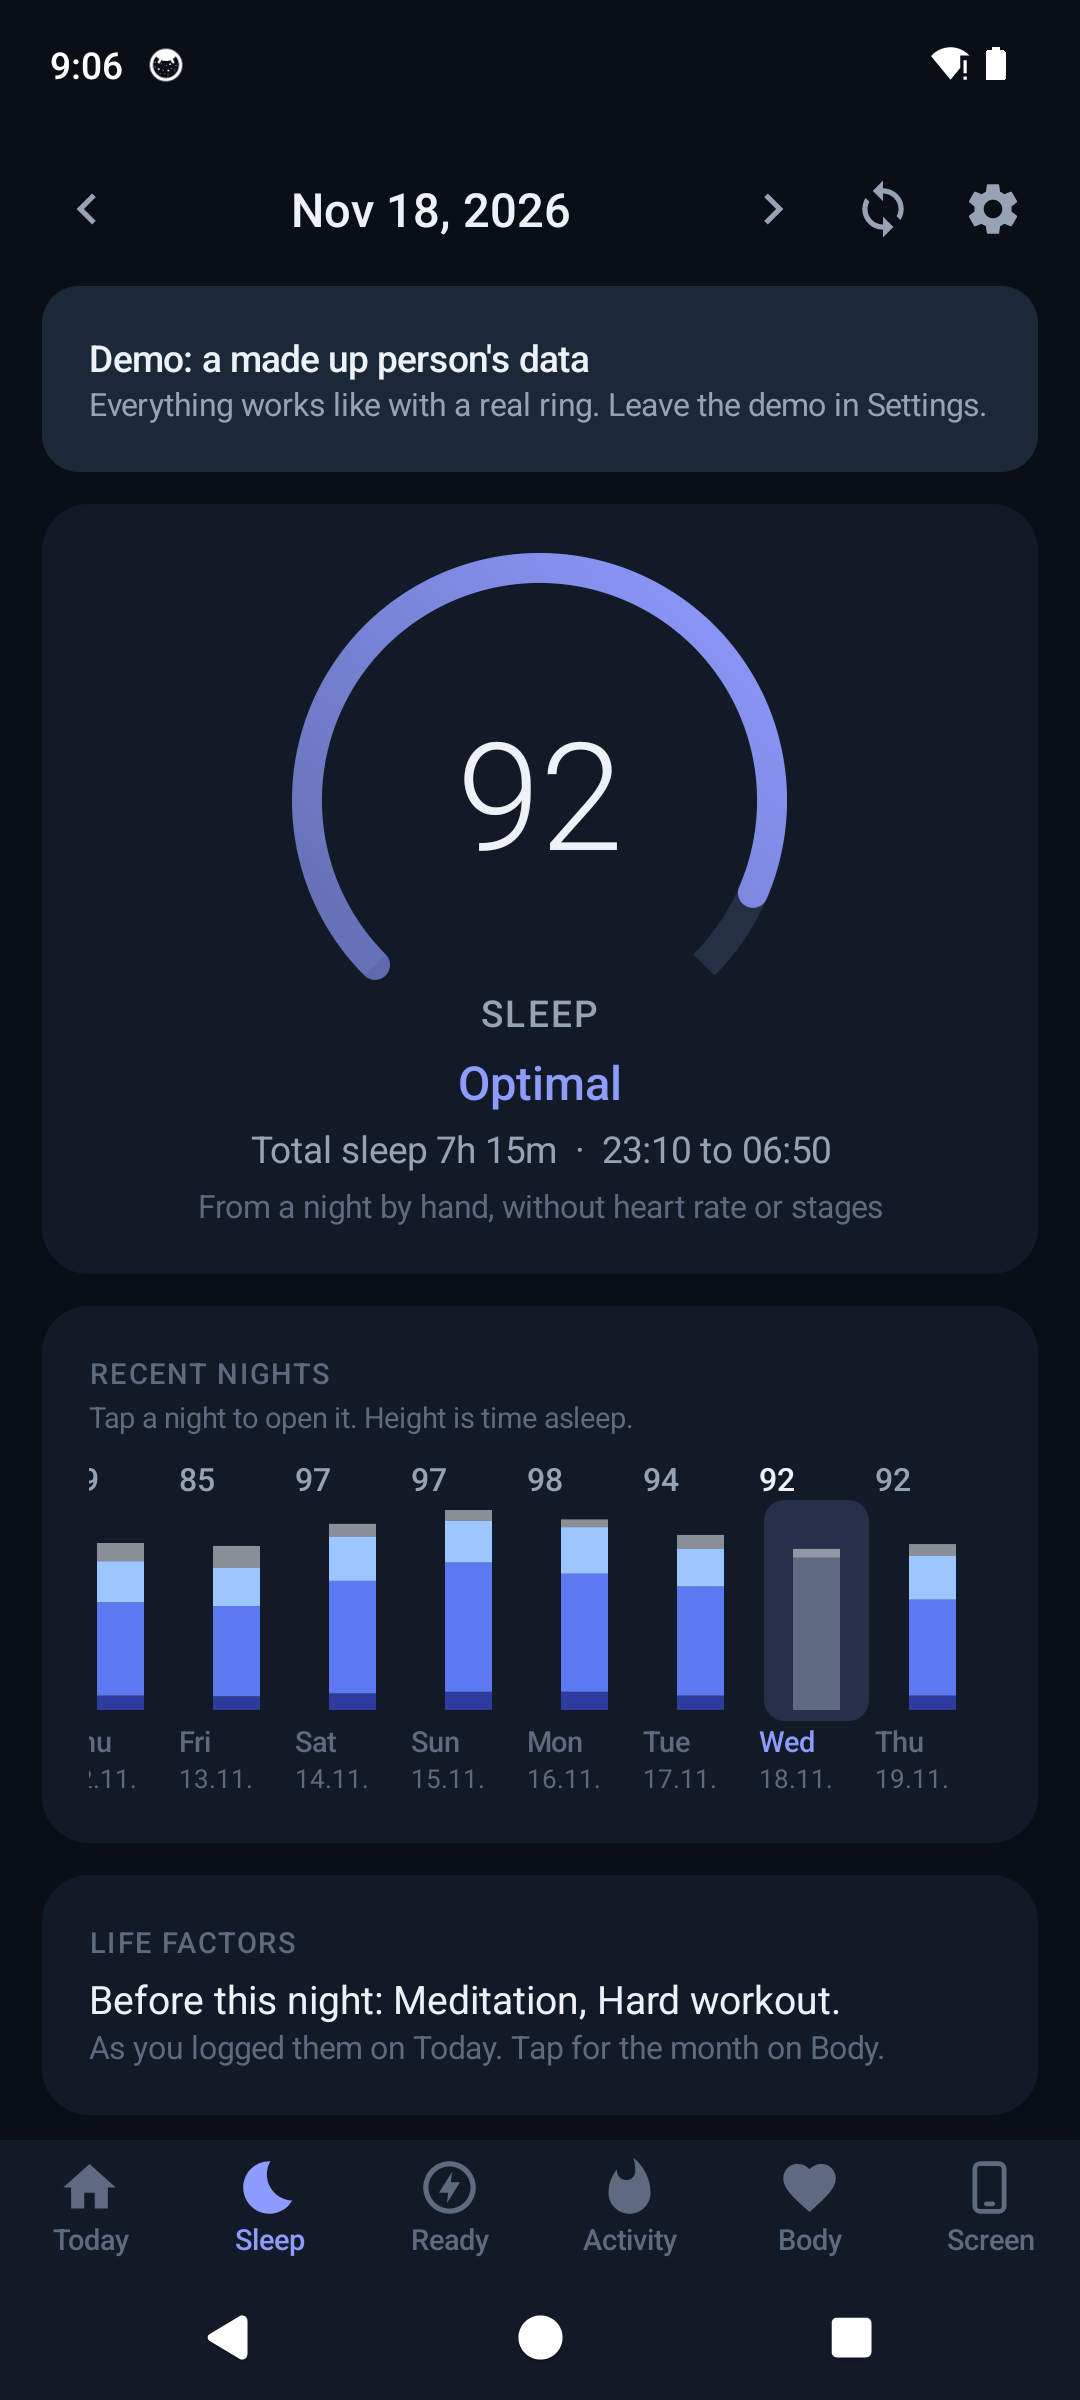 9:06
Nov 18, 2026
Demo: a made up person's data
Everything works like with a real ring. Leave the demo in Settings.
92
SLEEP
Optimal
Total sleep 7h 15m · 23:10 to 06:50
From a night by hand, without heart rate or stages
RECENT NIGHTS
Tap a night to open it. Height is time asleep.
9 85 97 97 98 94 92 92
Fri Sat Sun Mon Tue Wed Thu
.11. 13.11. 14.11. 15.11. 16.11. 17.11. 18.11. 19.11.
LIFE FACTORS
Before this night: Meditation, Hard workout.
As you logged them on Today. Tap for the month on Body.
Today Sleep Ready Activity Body Screen